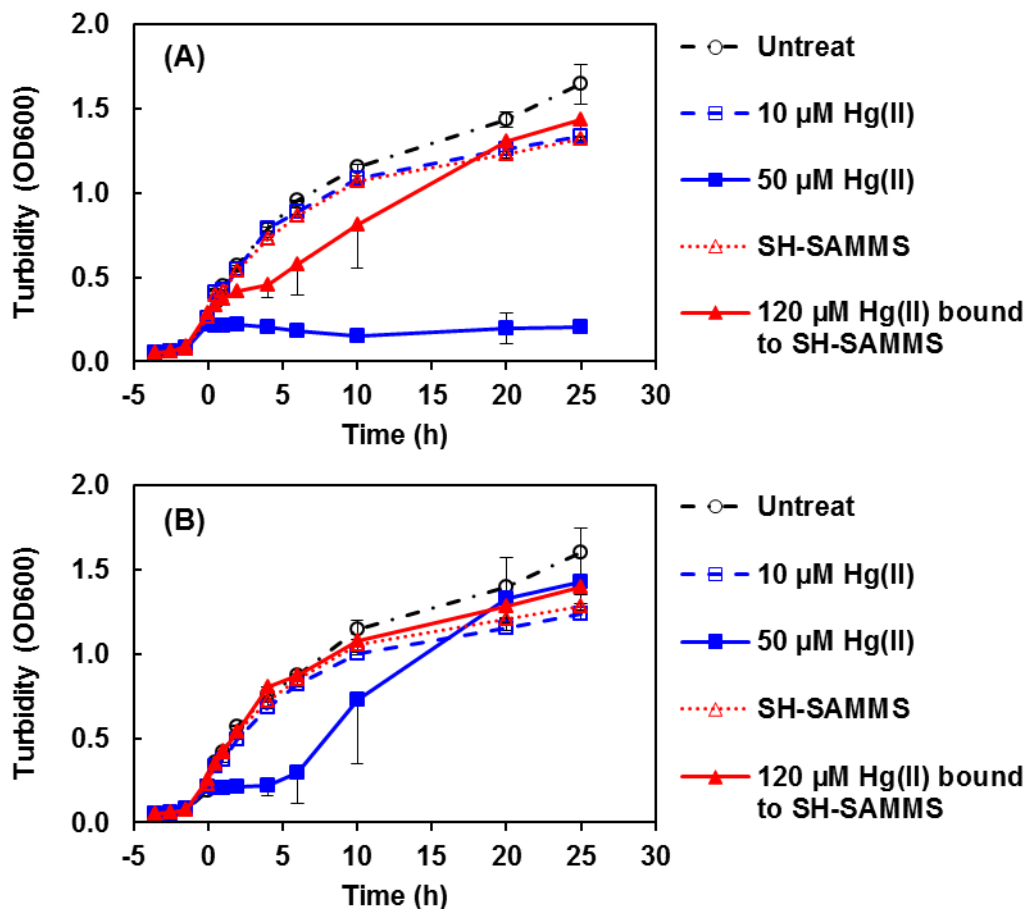 2.0
(A)
1.5
1.0
0.5
0.0
-5 0 5 10 15 20 25 30
Time (h)
Turbidity (OD600)
Untreat
10 µM Hg(II)
50 µM Hg(II)
SH-SAMMS
120 µM Hg(II) bound
to SH-SAMMS
2.0
(B)
1.5
1.0
0.5
0.0
-5 0 5 10 15 20 25 30
Time (h)
Turbidity (OD600)
Untreat
10 µM Hg(II)
50 µM Hg(II)
SH-SAMMS
120 µM Hg(II) bound
to SH-SAMMS